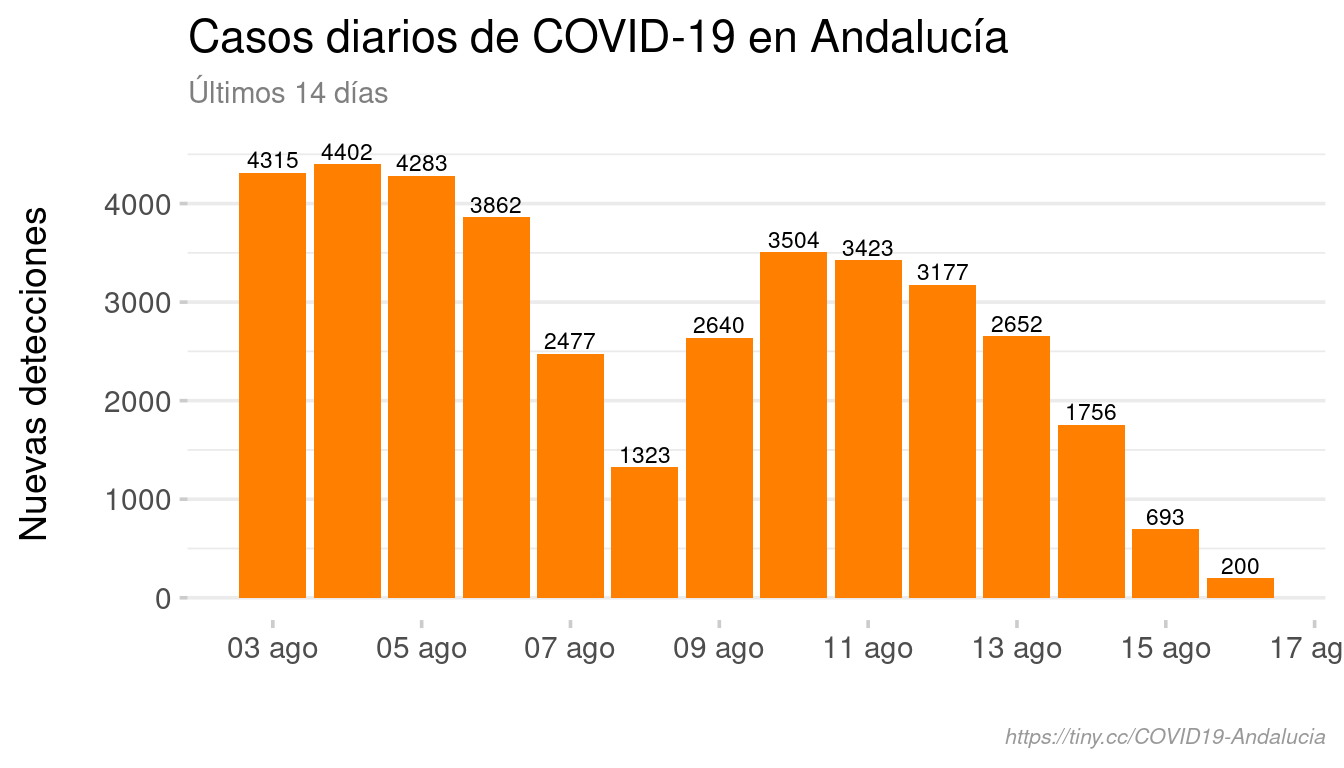 Casos diarios de COVID-19 en Andalucía
Últimos 14 días
Nuevas detecciones
4000
3000
2000
1000
0
4315
4402
4283
3862
2477
1323
2640
3504
3423
3177
2652
1756
693
200
03 ago
05 ago
07 ago
09 ago
11 ago
13 ago
15 ago
17 ag
https://tiny.cc/COVID19-Andalucia